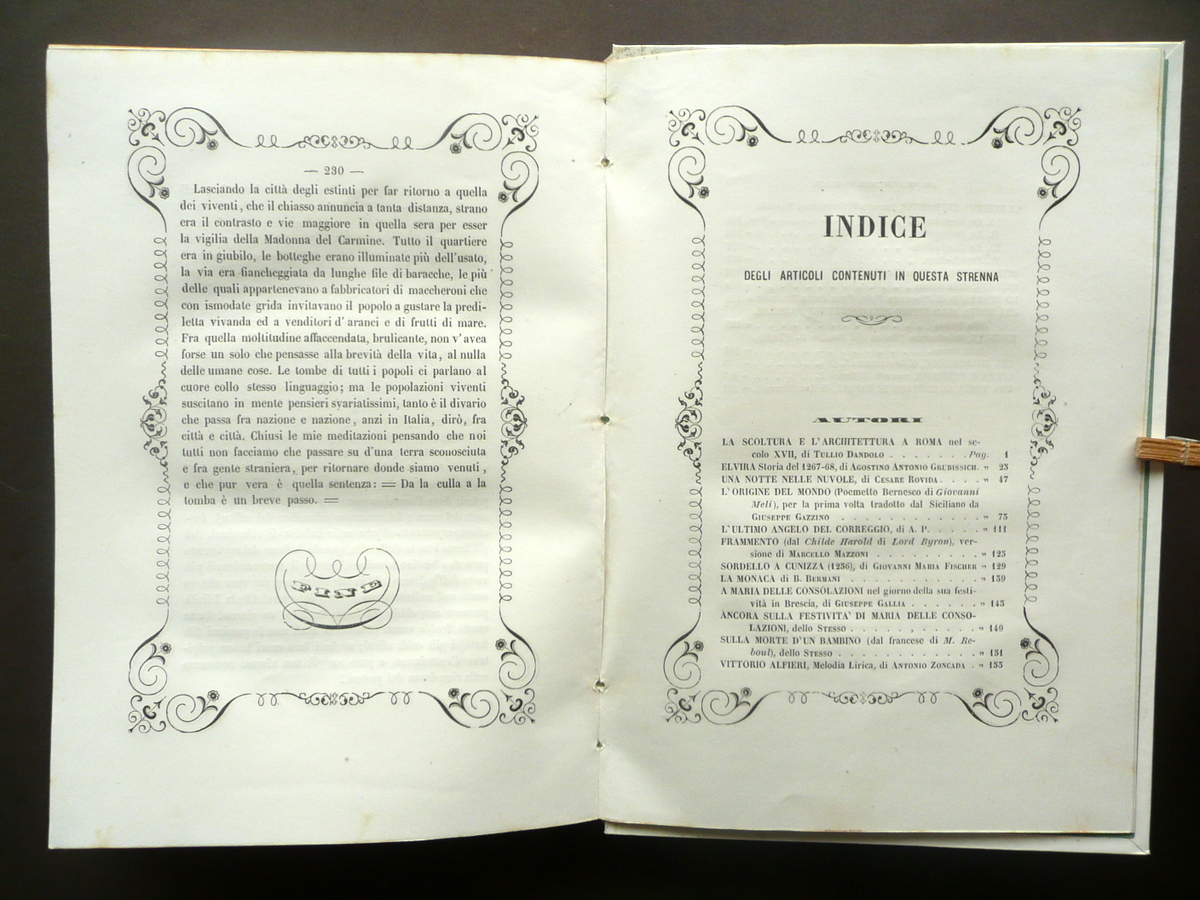 — 230 —
Lasciando la città degli estinti per far ritorno a quella
dei viventi, che il chiasso annuncia a tanta distanza, strano
era il contrasto e vie maggiore in quella sera per esser
la vigilia della Madonna del Carmine. Tutto il quartiere
era in giubilo, le botteghe erano illuminate più dell'usato,
la via era fiancheggiata da lunghe file di baracche, le più
delle quali appartenevano a fabbricatori di maccheroni che
con ismodate grida invitavano il popolo a gustare la predi-
letta vivanda ed a venditori d'aranci e di frutti di mare.
Fra quella moltitudine affaccendata, brulicante, non v'avea
forse un solo che pensasse alla brevità della vita, al nulla
delle umane cose. Le tombe di tutti i popoli ci parlano al
cuore collo stesso linguaggio; ma le popolazioni viventi
suscitano in mente pensieri svariatissimi, tanto è il divario
che passa fra nazione e nazione, anzi in Italia, dirò, fra
città e città. Chiusi le mie meditazioni pensando che noi
tutti non facciamo che passare su d'una terra sconosciuta
e fra gente straniera, per ritornare donde siamo venuti,
e che pur vera è quella sentenza: = Da la culla a la
tomba è un breve passo. =
FINE
INDICE
DEGLI ARTICOLI CONTENUTI IN QUESTA STRENNA
AUTORI
LA SCOLTURA E L'ARCHITETTURA A ROMA nel se-
colo XVII, di TULLIO DANDOLO . . . . . Pag. 1
ELVIRA Storia del 1267-68, di AGOSTINO ANTONIO GRUBISSICH. " 23
UNA NOTTE NELLE NUVOLE, di CESARE ROVIDA. . . . " 47
L'ORIGINE DEL MONDO (Poemetto Bernesco di Giovanni
Meli), per la prima volta tradotto dal Siciliano da
GIUSEPPE GAZZINO . . . . . . . . . . " 75
L'ULTIMO ANGELO DEL CORREGGIO, di A. P. . . . . " 111
FRAMMENTO (dal Childe Harold di Lord Byron), ver-
sione di MARCELLO MAZZONI . . . . . . . . " 125
SORDELLO A CUNIZZA (1236), di GIOVANNI MARIA FISCHER " 129
LA MONACA di B. BERMANI . . . . . . . . . . " 139
A MARIA DELLE CONSOLAZIONI nel giorno della sua festi-
vità in Brescia, di GIUSEPPE GALLIA . . . . . . " 143
ANCORA SULLA FESTIVITA' DI MARIA DELLE CONSO-
LAZIONI, dello STESSO . . . . . . . . . " 149
SULLA MORTE D'UN BAMBINO (dal francese di M. Re-
boul), dello STESSO . . . . . . . . . . " 151
VITTORIO ALFIERI, Melodia Lirica, di ANTONIO ZONCADA . " 155